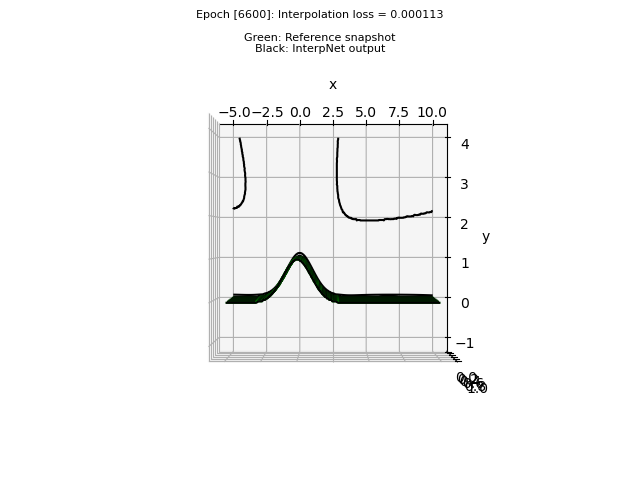 Epoch [6600]: Interpolation loss = 0.000113
Green: Reference snapshot
Black: InterpNet output
x
−5.0 −2.5 0.0 2.5 5.0 7.5 10.0
4
3
2
y
1
0
−1